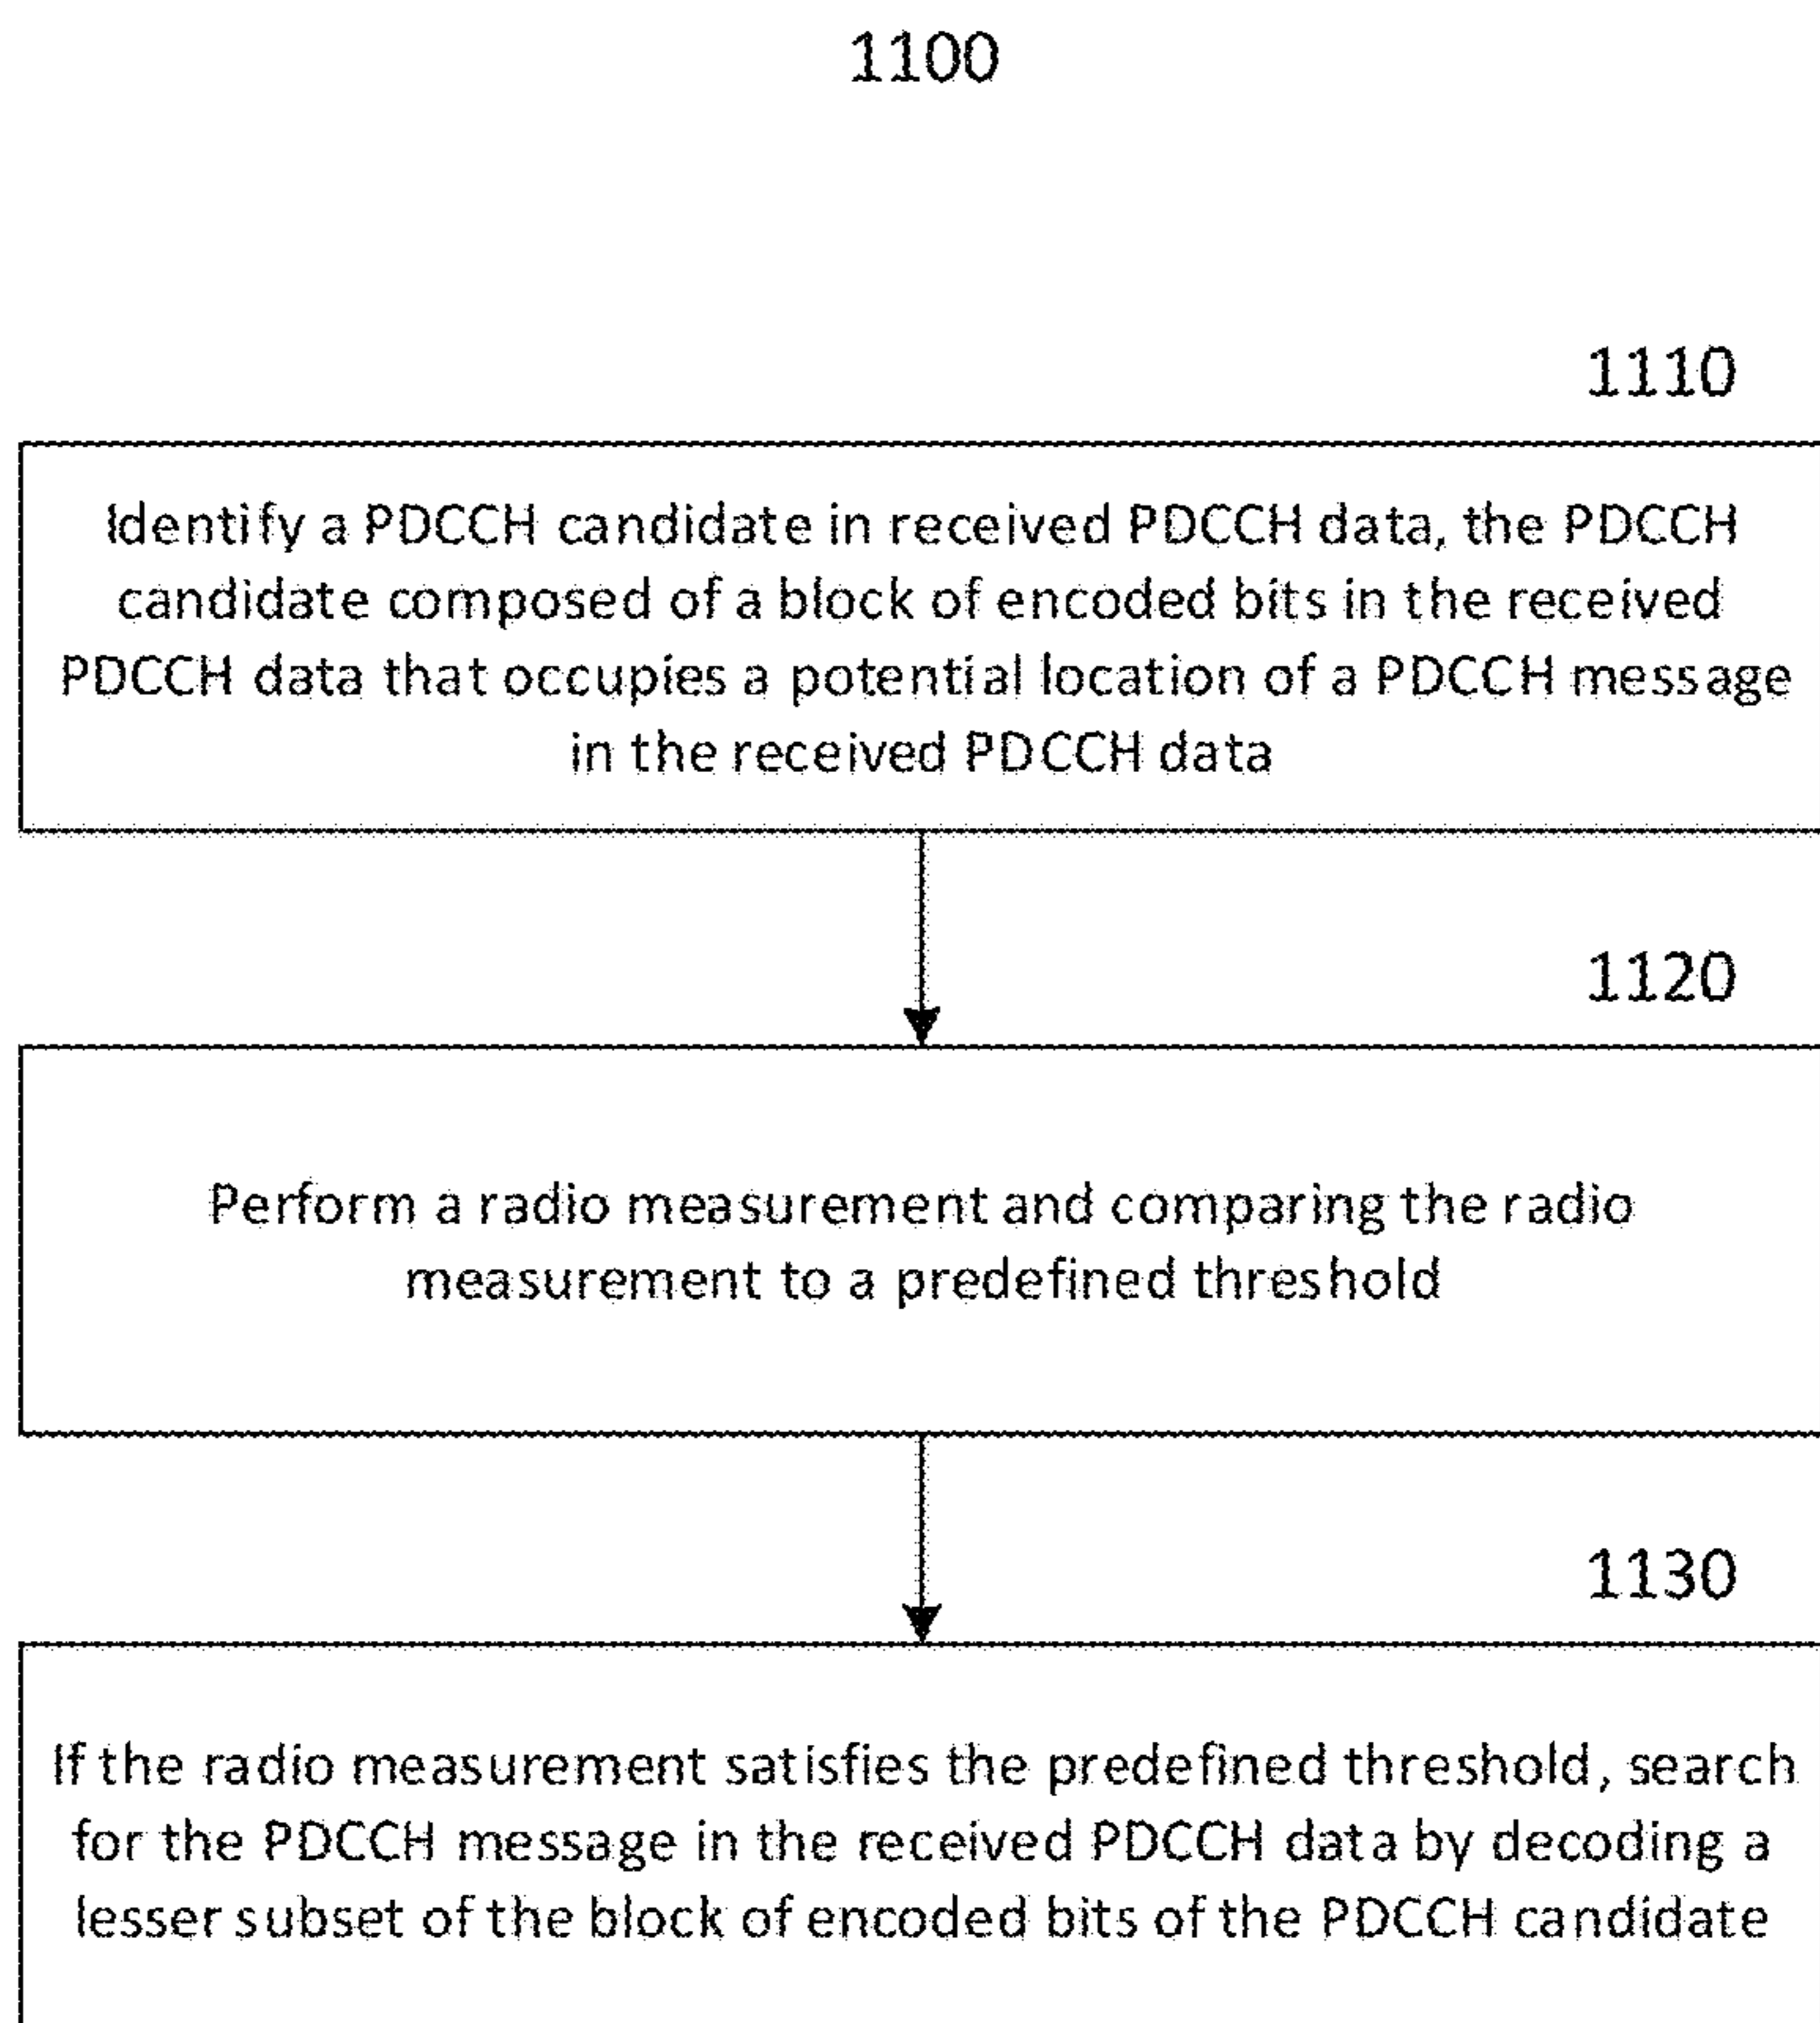 1100
1110
Identify a PDCCH candidate in received PDCCH data, the PDCCH
candidate composed of a block of encoded bits in the received
PDCCH data that occupies a potential location of a PDCCH message
in the received PDCCH data
1120
Perform a radio measurement and comparing the radio
measurement to a predefined threshold
1130
If the radio measurement satisfies the predefined threshold, search
for the PDCCH message in the received PDCCH data by decoding a
lesser subset of the block of encoded bits of the PDCCH candidate